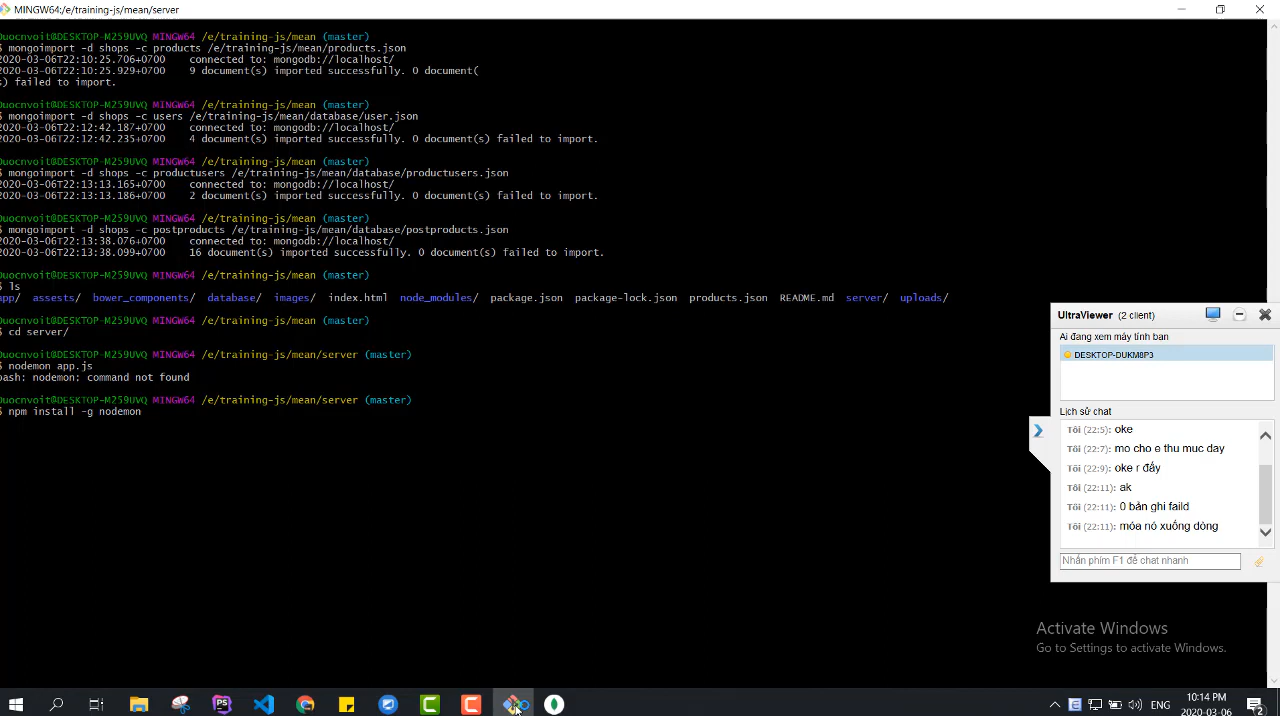 MINGW64:/e/training-js/mean/server
Duocnvoit@DESKTOP-M259UVQ MINGW64 /e/training-js/mean (master)
$ mongoimport -d shops -c products /e/training-js/mean/products.json
2020-03-06T22:10:25.706+0700 connected to: mongodb://localhost/
2020-03-06T22:10:25.929+0700 9 document(s) imported successfully. 0 document(
s) failed to import.
Duocnvoit@DESKTOP-M259UVQ MINGW64 /e/training-js/mean (master)
$ mongoimport -d shops -c users /e/training-js/mean/database/user.json
2020-03-06T22:12:42.187+0700 connected to: mongodb://localhost/
2020-03-06T22:12:42.235+0700 4 document(s) imported successfully. 0 document(s) failed to import.
Duocnvoit@DESKTOP-M259UVQ MINGW64 /e/training-js/mean (master)
$ mongoimport -d shops -c productusers /e/training-js/mean/database/productusers.json
2020-03-06T22:13:13.165+0700 connected to: mongodb://localhost/
2020-03-06T22:13:13.186+0700 2 document(s) imported successfully. 0 document(s) failed to import.
Duocnvoit@DESKTOP-M259UVQ MINGW64 /e/training-js/mean (master)
$ mongoimport -d shops -c postproducts /e/training-js/mean/database/postproducts.json
2020-03-06T22:13:38.076+0700 connected to: mongodb://localhost/
2020-03-06T22:13:38.099+0700 16 document(s) imported successfully. 0 document(s) failed to import.
Duocnvoit@DESKTOP-M259UVQ MINGW64 /e/training-js/mean (master)
$ ls
app/ assests/ bower_components/ database/ images/ index.html node_modules/ package.json package-lock.json products.json README.md server/ uploads/
Duocnvoit@DESKTOP-M259UVQ MINGW64 /e/training-js/mean (master)
$ cd server/
Duocnvoit@DESKTOP-M259UVQ MINGW64 /e/training-js/mean/server (master)
$ nodemon app.js
bash: nodemon: command not found
Duocnvoit@DESKTOP-M259UVQ MINGW64 /e/training-js/mean/server (master)
$ npm install -g nodemon
UltraViewer (2 client)
Ai đang xem máy tính bạn
DESKTOP-DUKM8P3
Lịch sử chat
Tôi (22:5): oke
Tôi (22:7): mo cho e thu muc day
Tôi (22:9): oke r đấy
Tôi (22:11): ak
Tôi (22:11): 0 bản ghi faild
Tôi (22:11): móa nó xuống dòng
Nhấn phím F1 để chat nhanh
Activate Windows
Go to Settings to activate Windows.
PS
C
C
E
ENG
10:14 PM
2020-03-06
2